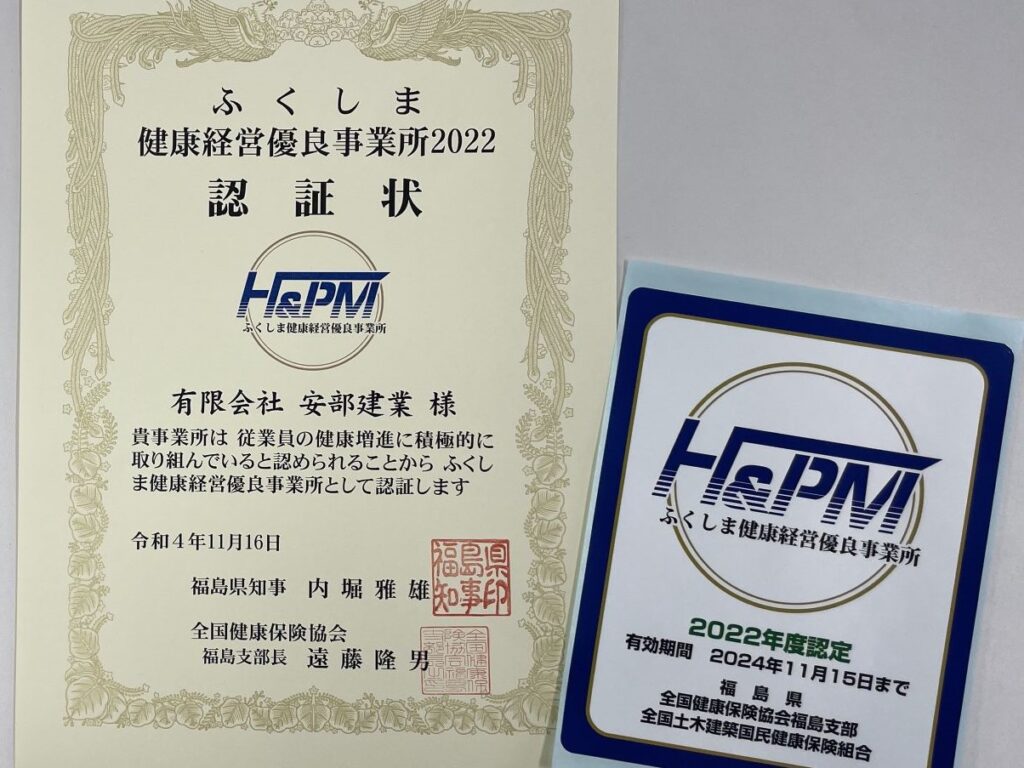 ふくしま
健康経営優良事業所2022
認証状
H&PM
ふくしま健康経営優良事業所
有限会社 安部建業 様
貴事業所は 従業員の健康増進に積極的に
取り組んでいると認められることから ふくし
ま健康経営優良事業所として認証します
令和4年11月16日
福島県知事 内堀雅雄
福島県
知事印
全国健康保険協会
福島支部長 遠藤隆男
H&PM
ふくしま健康経営優良事業所
2022年度認定
有効期間 2024年11月15日まで
福島県
全国健康保険協会福島支部
全国土木建築国民健康保険組合